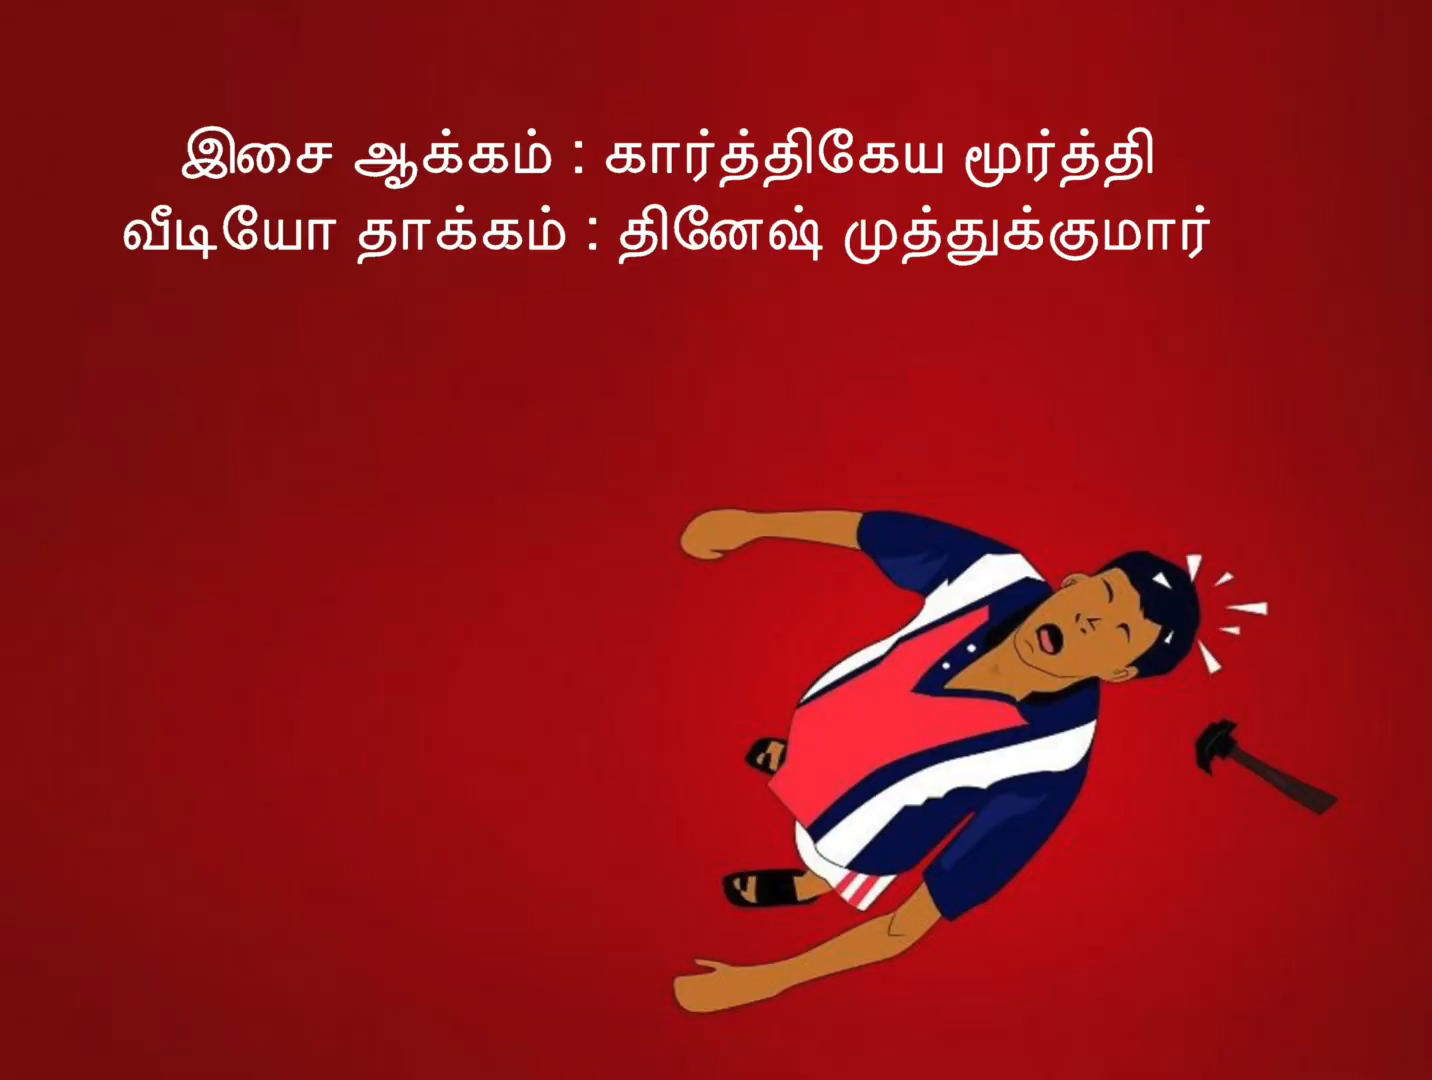 இசை ஆக்கம் : கார்த்திகேய மூர்த்தி
வீடியோ தாக்கம் : தினேஷ் முத்துக்குமார்